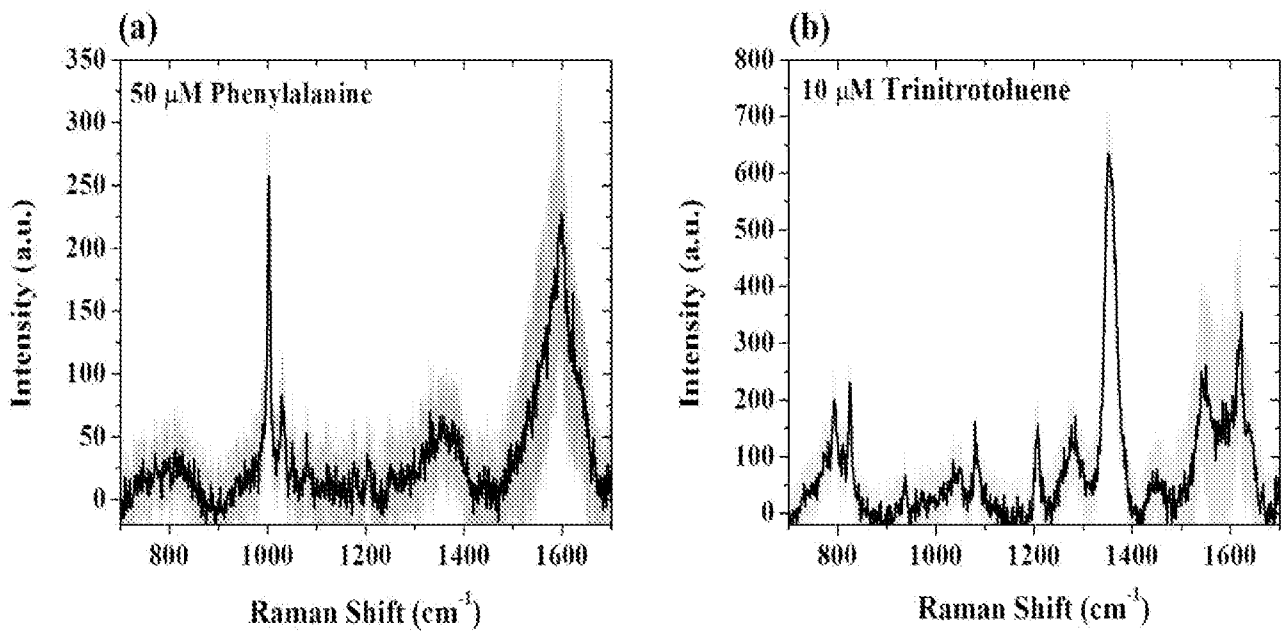 (a)
350
50 μM Phenylalanine
300
250
200
150
100
50
0
Intensity (a.u.)
800 1000 1200 1400 1600
Raman Shift (cm⁻³)
(b)
800
10 μM Trinitrotoluene
700
600
500
400
300
200
100
0
Intensity (a.u.)
800 1000 1200 1400 1600
Raman Shift (cm⁻³)